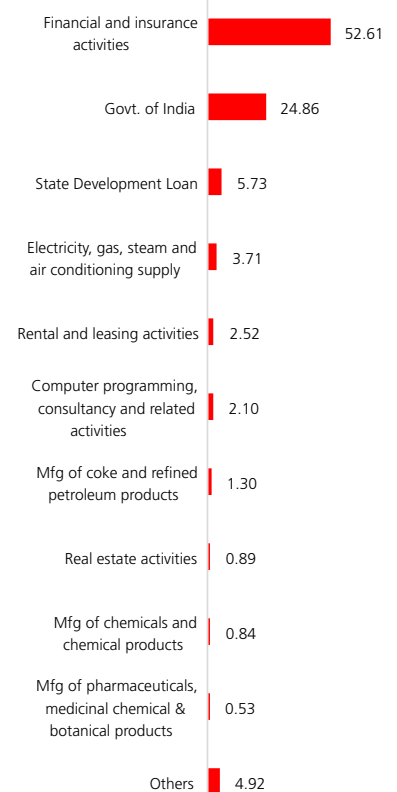 Financial and insurance
activities
52.61
Govt. of India
24.86
State Development Loan
5.73
Electricity, gas, steam and
air conditioning supply
3.71
Rental and leasing activities
2.52
Computer programming,
consultancy and related
activities
2.10
Mfg of coke and refined
petroleum products
1.30
Real estate activities
0.89
Mfg of chemicals and
chemical products
0.84
Mfg of pharmaceuticals,
medicinal chemical &
botanical products
0.53
Others
4.92